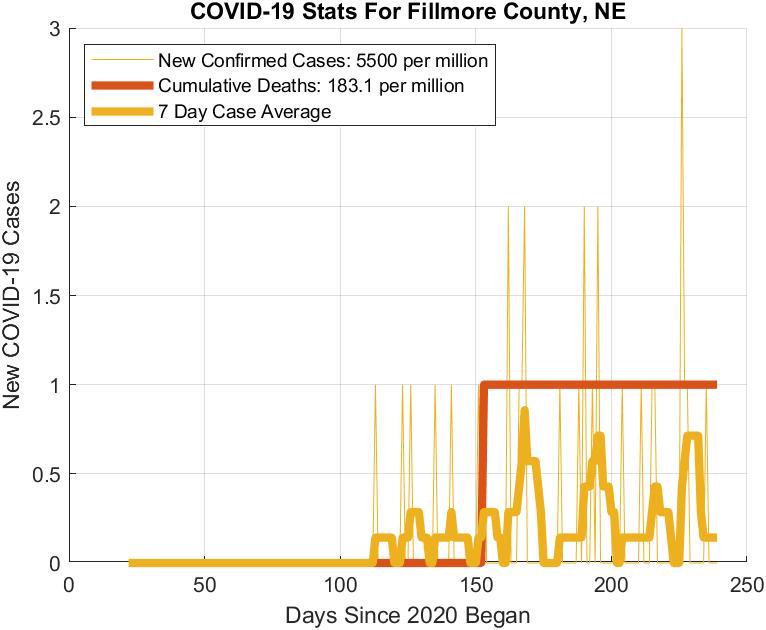 COVID-19 Stats For Fillmore County, NE
New Confirmed Cases: 5500 per million
Cumulative Deaths: 183.1 per million
7 Day Case Average
New COVID-19 Cases
3
2.5
2
1.5
1
0.5
0
0 50 100 150 200 250
Days Since 2020 Began